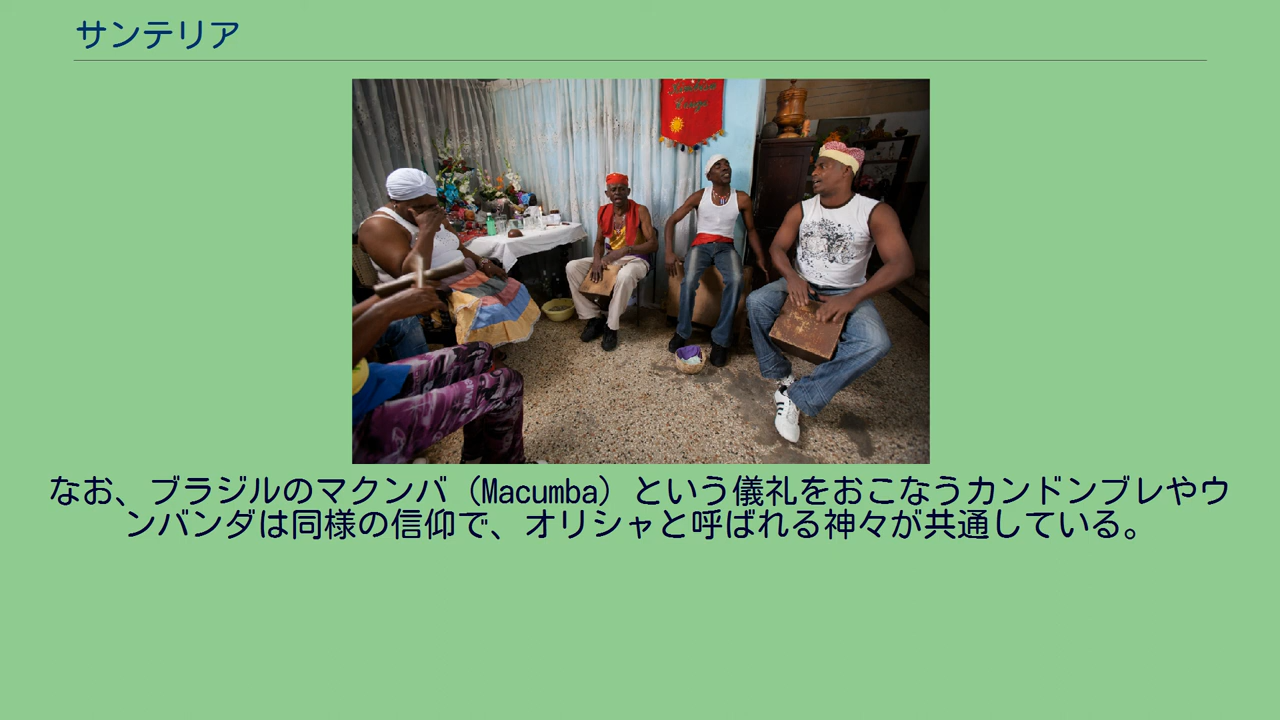 サンテリア
なお、ブラジルのマクンバ（Macumba）という儀礼をおこなうカンドンブレやウ
ンバンダは同様の信仰で、オリシャと呼ばれる神々が共通している。